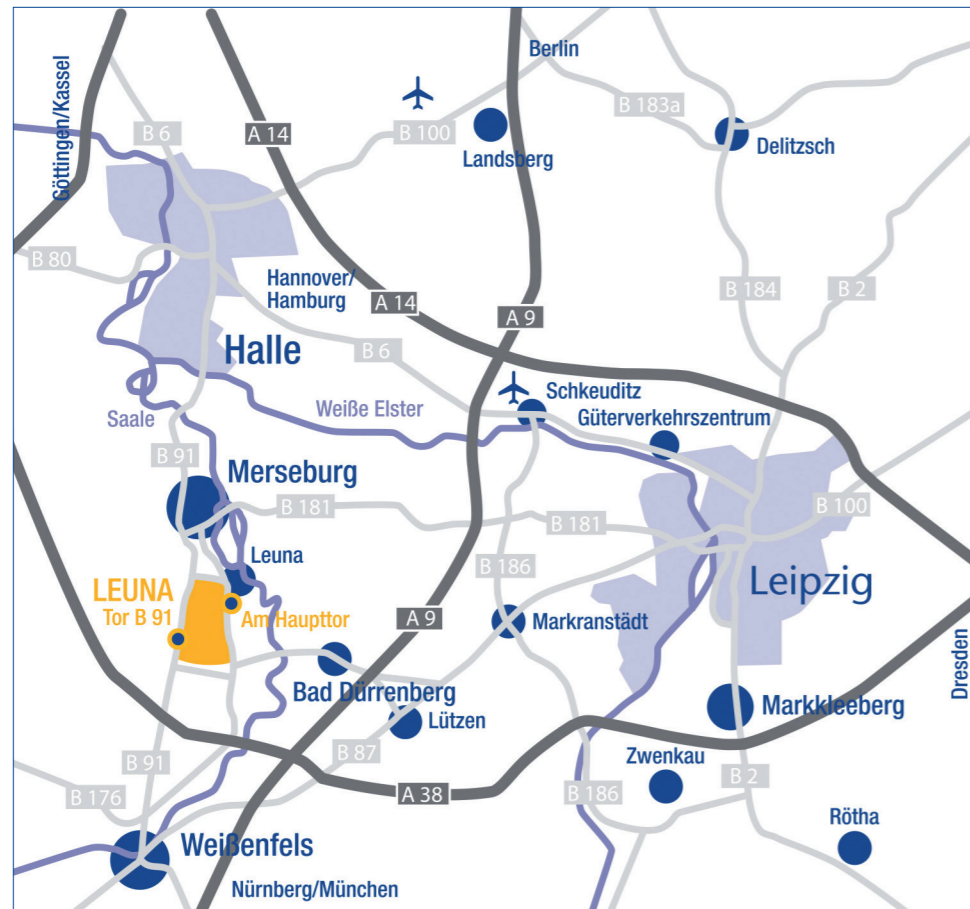 Berlin
Göttingen/Kassel
B 183a
B 6
A 14
B 100
Landsberg
Delitzsch
B 80
Hannover/
Hamburg
A 14
B 184
B 2
A 9
Halle
B 6
Schkeuditz
Saale
Weiße Elster
Güterverkehrszentrum
B 91
Merseburg
B 181
B 181
B 100
Leuna
B 186
LEUNA
Tor B 91
Am Haupttor
Leipzig
A 9
Markranstädt
Dresden
Bad Dürrenberg
Lützen
Markkleeberg
B 91
B 87
Zwenkau
B 2
B 176
A 38
B 186
Rötha
Weißenfels
Nürnberg/München